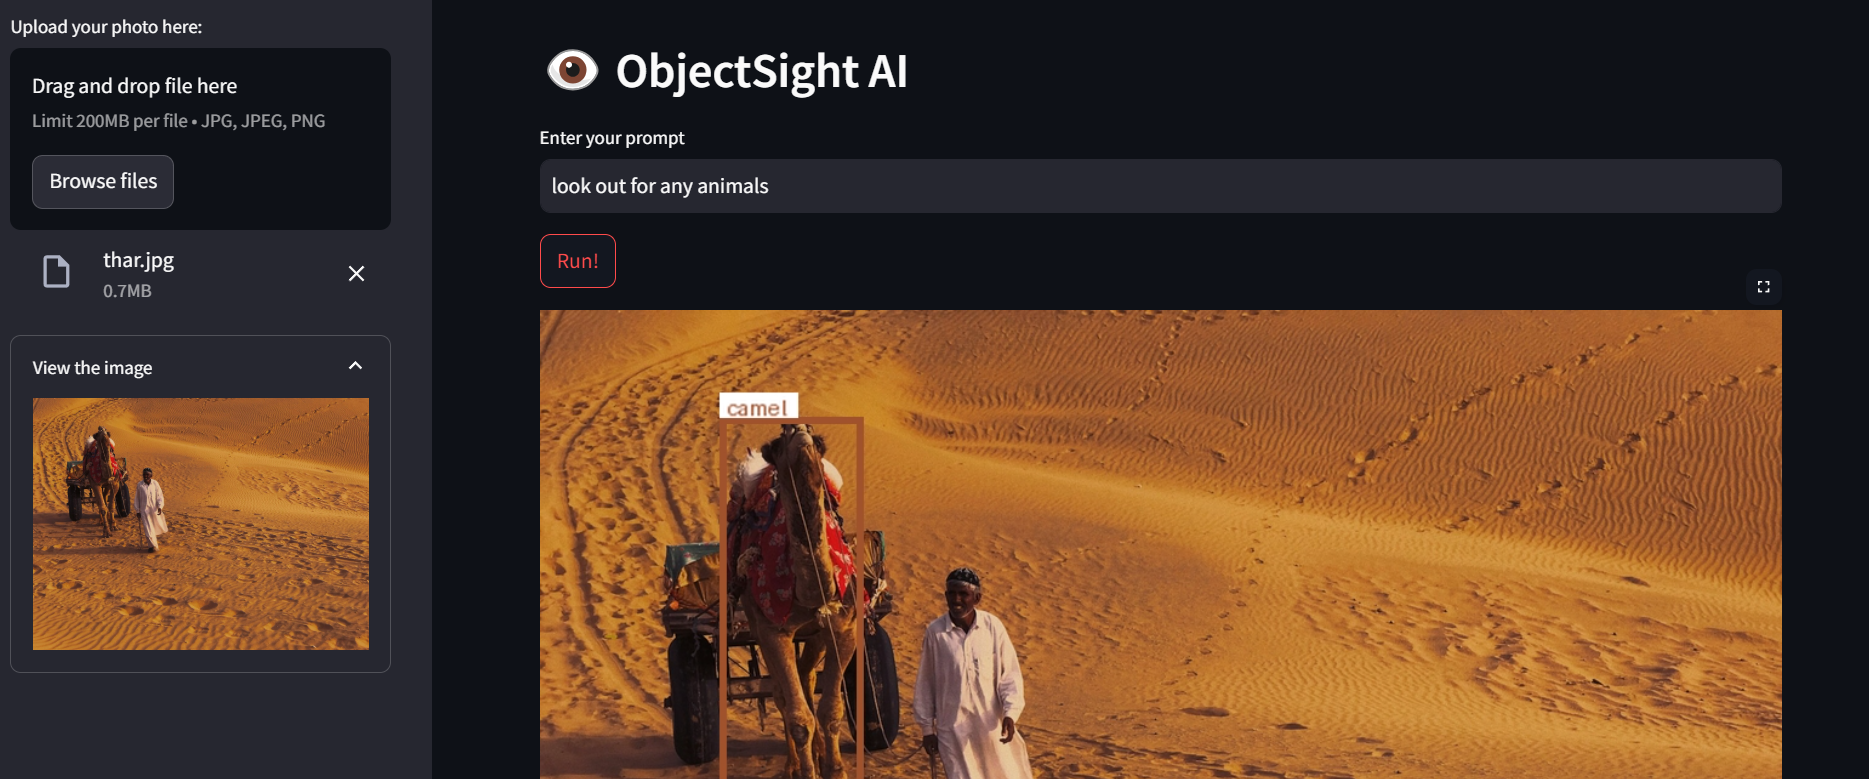 Upload your photo here:
Drag and drop file here
Limit 200MB per file • JPG, JPEG, PNG
Browse files
thar.jpg
0.7MB
View the image
ObjectSight AI
Enter your prompt
look out for any animals
Run!
camel